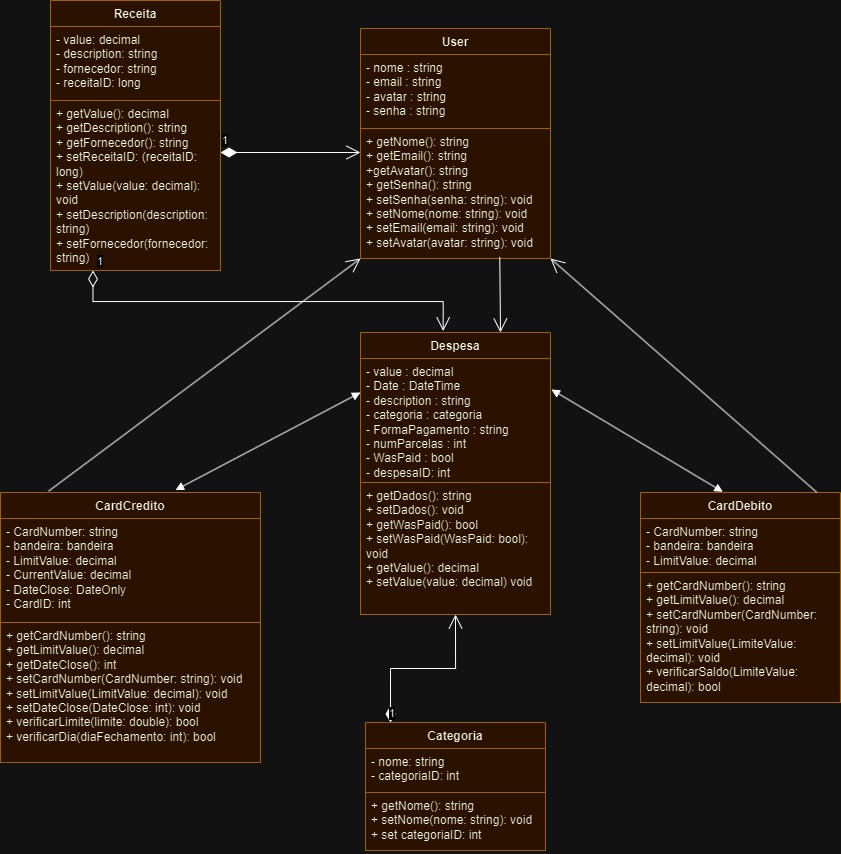 Receita
- value: decimal
- description: string
- fornecedor: string
- receitaID: long
+ getValue(): decimal
+ getDescription(): string
+ getFornecedor(): string
+ setReceitaID: (receitaID:
long)
+ setValue(value: decimal):
void
+ setDescription(description:
string)
+ setFornecedor(fornecedor:
string)
1
1
User
- nome : string
- email : string
- avatar : string
- senha : string
+ getNome(): string
+ getEmail(): string
+getAvatar(): string
+ getSenha(): string
+ setSenha(senha: string): void
+ setNome(nome: string): void
+ setEmail(email: string): void
+ setAvatar(avatar: string): void
Despesa
- value : decimal
- Date : DateTime
- description : string
- categoria : categoria
- FormaPagamento : string
- numParcelas : int
- WasPaid : bool
- despesaID: int
+ getDados(): string
+ setDados(): void
+ getWasPaid(): bool
+ setWasPaid(WasPaid: bool):
void
+ getValue(): decimal
+ setValue(value: decimal) void
CardCredito
- CardNumber: string
- bandeira: bandeira
- LimitValue: decimal
- CurrentValue: decimal
- DateClose: DateOnly
- CardID: int
+ getCardNumber(): string
+ getLimitValue(): decimal
+ getDateClose(): int
+ setCardNumber(CardNumber: string): void
+ setLimitValue(LimitValue: decimal): void
+ setDateClose(DateClose: int): void
+ verificarLimite(limite: double): bool
+ verificarDia(diaFechamento: int): bool
CardDebito
- CardNumber: string
- bandeira: bandeira
- LimitValue: decimal
+ getCardNumber(): string
+ getLimitValue(): decimal
+ setCardNumber(CardNumber:
string): void
+ setLimitValue(LimiteValue:
decimal): void
+ verificarSaldo(LimiteValue:
decimal): bool
1
Categoria
- nome: string
- categoriaID: int
+ getNome(): string
+ setNome(nome: string): void
+ set categoriaID: int